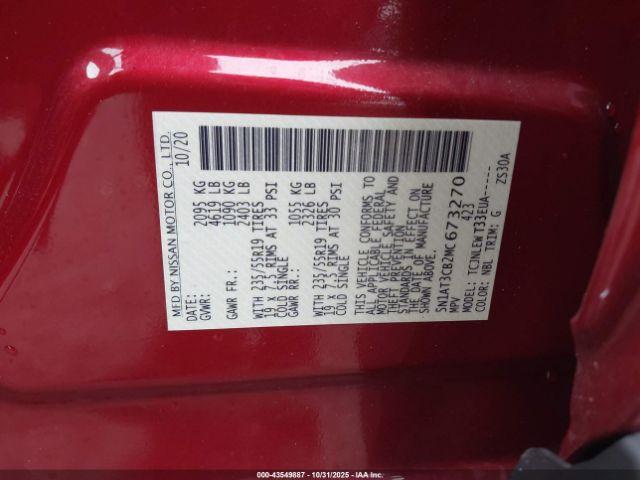 MFD BY NISSAN MOTOR CO., LTD.
DATE: 10/20
GVWR: 2095 KG
4619 LB
GAWR FR.: 1090 KG
2403 LB
WITH 235/55R19 TIRES
19 X 7.5 RIMS AT 33 PSI
COLD SINGLE
GAWR RR.: 1055 KG
2326 LB
WITH 235/55R19 TIRES
19 X 7.5 RIMS AT 30 PSI
COLD SINGLE
THIS VEHICLE CONFORMS TO
ALL APPLICABLE FEDERAL
MOTOR VEHICLE SAFETY AND
THEFT PREVENTION
STANDARDS IN EFFECT ON
THE DATE OF MANUFACTURE
SHOWN ABOVE.
5N1AT3CB2MC673270
MPV 423
MODEL: TCJNLEWT33EUA------
COLOR: NBL TRIM: G ZS30A
000-43549887 - 10/31/2025 - IAA, Inc.